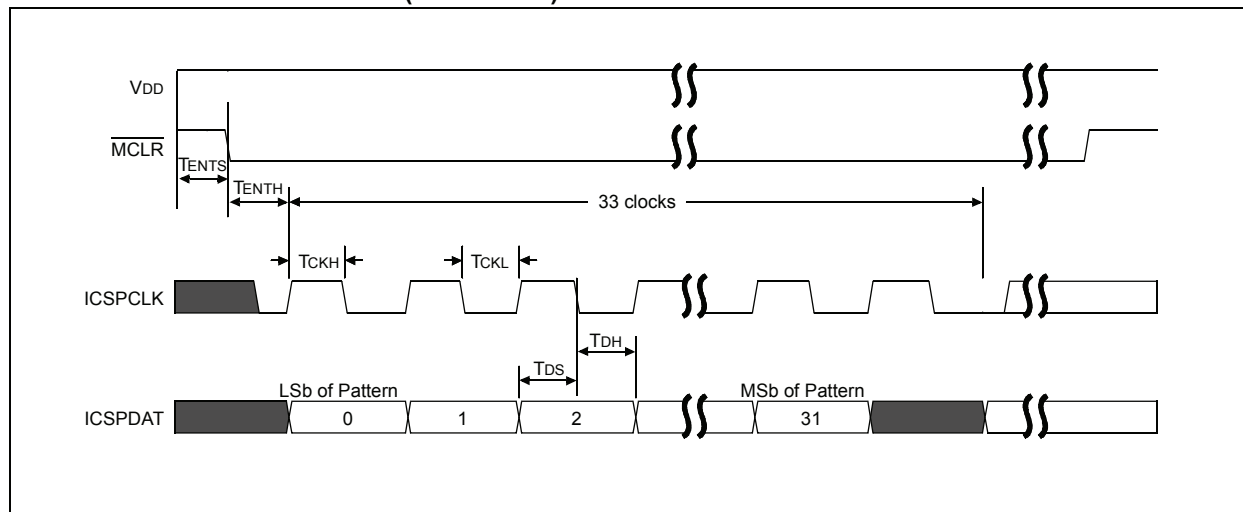 VDD
MCLR
TENTS
TENTH
33 clocks
TCKH
TCKL
ICSPCLK
TDH
TDS
LSb of Pattern
MSb of Pattern
ICSPDAT
0
1
2
31